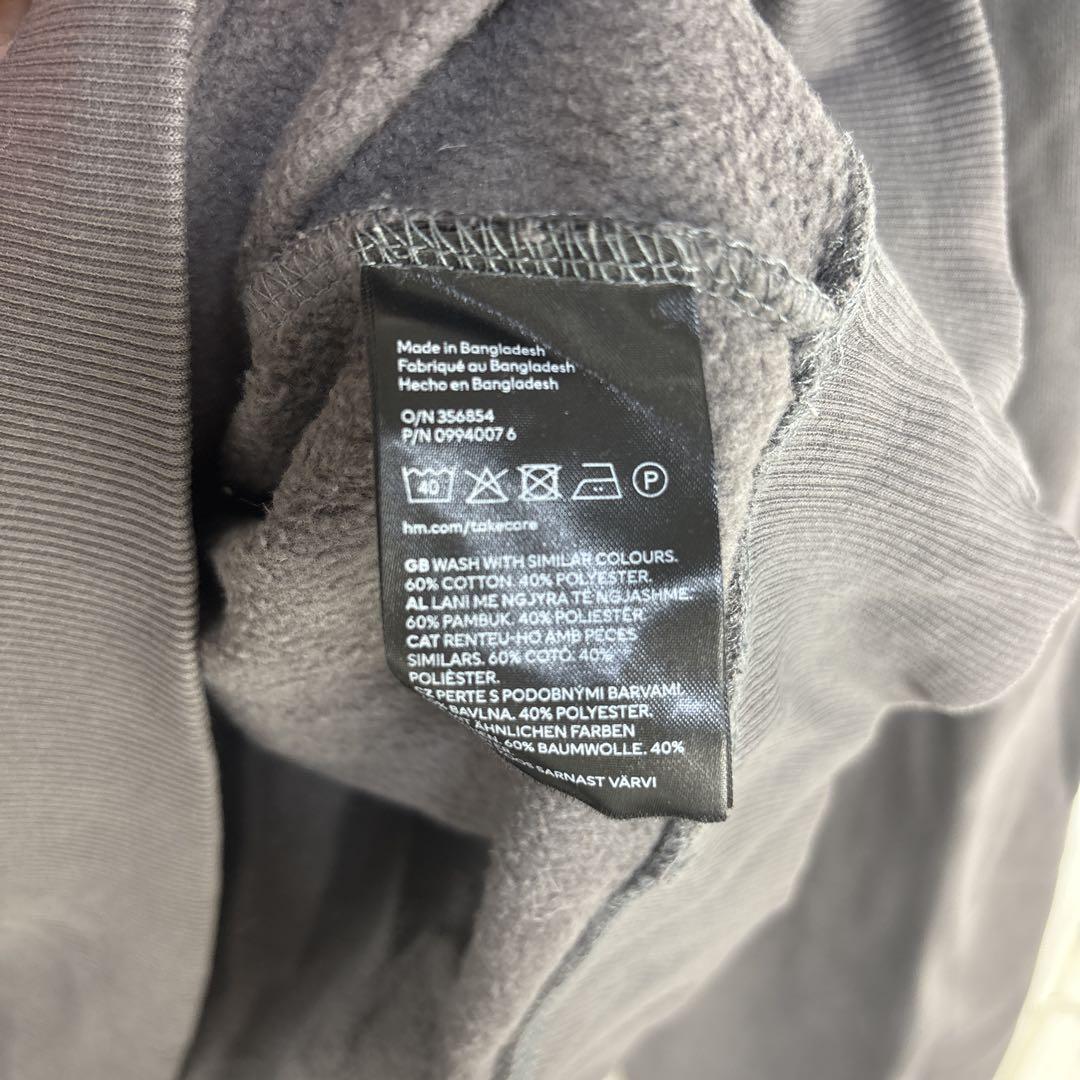 Made in Bangladesh
Fabriqué au Bangladesh
Hecho en Bangladesh
O/N 356854
P/N 0994007 6
40
P
hm.com/takecare
GB WASH WITH SIMILAR COLOURS.
60% COTTON. 40% POLYESTER.
AL LANI ME NGJYRA TË NGJASHME.
60% PAMBUK. 40% POLIESTËR.
CAT RENTEU-HO AMB PECES
SIMILARS. 60% COTÓ. 40%
POLIÈSTER.
PERTE S PODOBNÝMI BARVAMI.
BAVLNA. 40% POLYESTER.
ÄHNLICHEN FARBEN
60% BAUMWOLLE. 40%
SARNAST VÄRVI